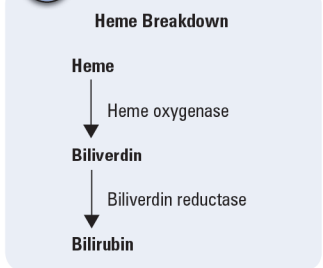 Heme Breakdown
Heme
Heme oxygenase
Biliverdin
Biliverdin reductase
Bilirubin